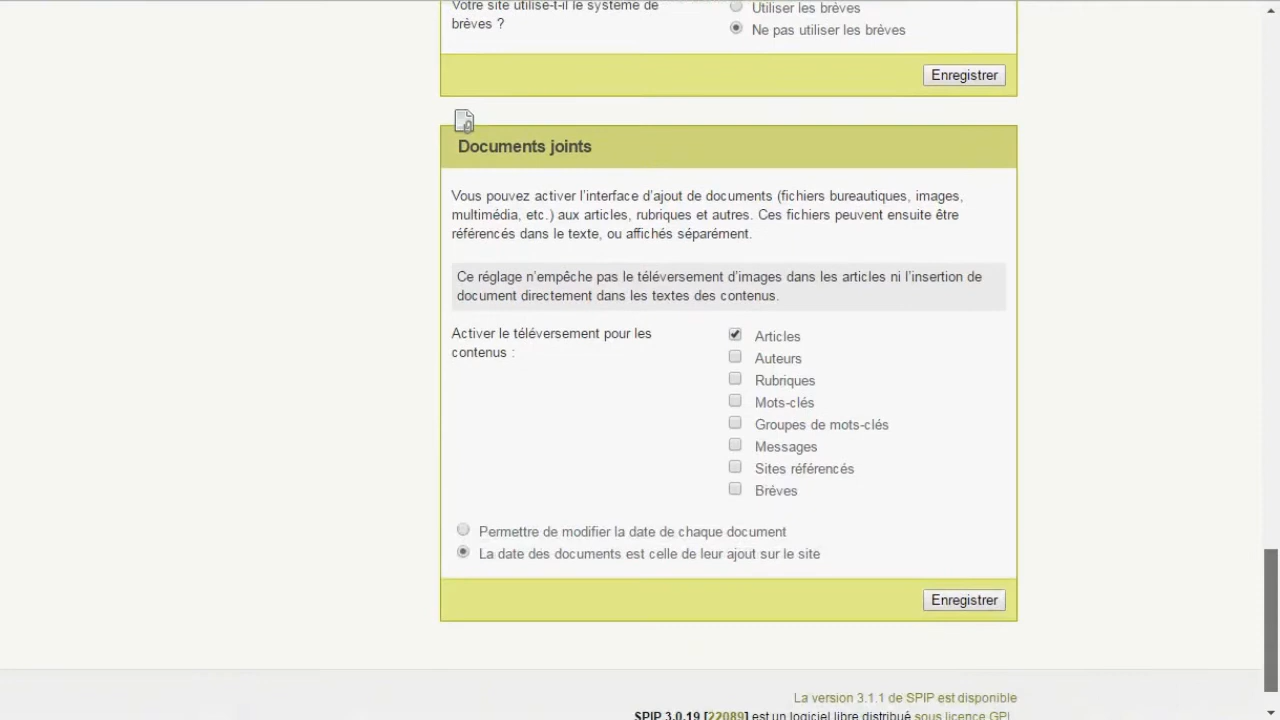 Votre site utilise-t-il le système de
brèves ?
Utiliser les brèves
Ne pas utiliser les brèves
Enregistrer
Documents joints
Vous pouvez activer l'interface d'ajout de documents (fichiers bureautiques, images,
multimédia, etc.) aux articles, rubriques et autres. Ces fichiers peuvent ensuite être
référencés dans le texte, ou affichés séparément.
Ce réglage n'empêche pas le téléversement d'images dans les articles ni l'insertion de
document directement dans les textes des contenus.
Activer le téléversement pour les
contenus :
Articles
Auteurs
Rubriques
Mots-clés
Groupes de mots-clés
Messages
Sites référencés
Brèves
Permettre de modifier la date de chaque document
La date des documents est celle de leur ajout sur le site
Enregistrer
La version 3.1.1 de SPIP est disponible
SPIP 3.0.19 [22089] est un logiciel libre distribué sous licence GPL.